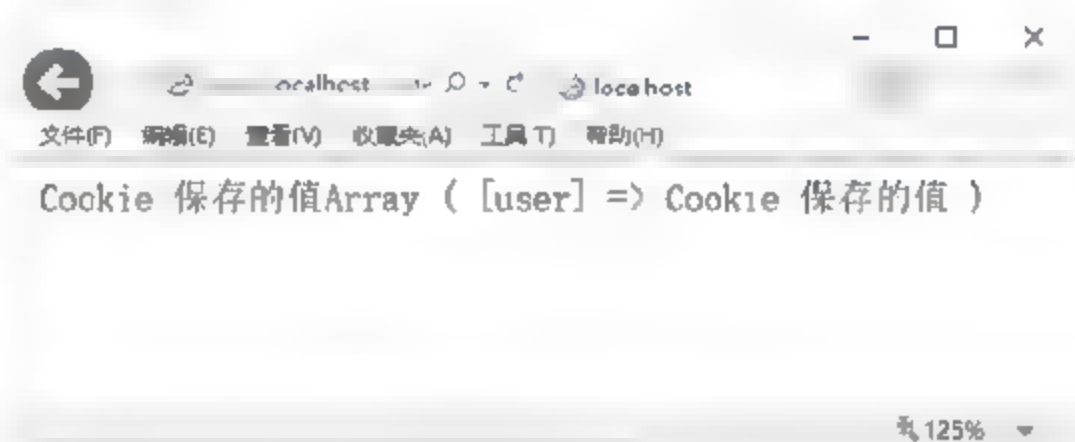 localhost
文件(F) 编辑(E) 查看(V) 收藏夹(A) 工具(T) 帮助(H)
Cookie 保存的值Array ( [user] => Cookie 保存的值 )
125%